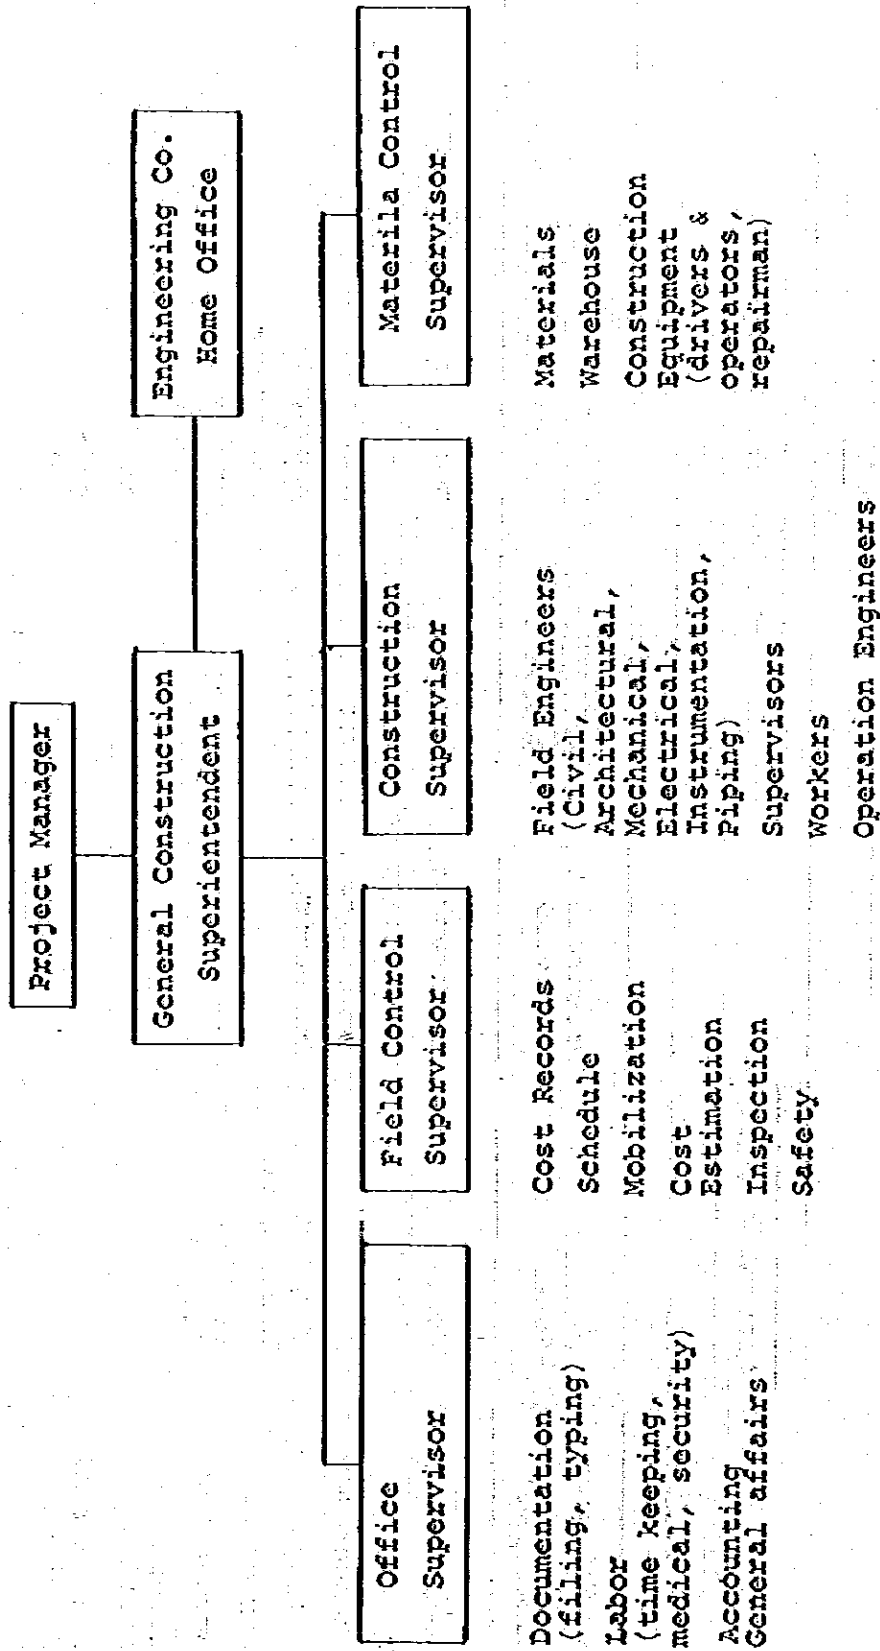 Project Manager
General Construction
Superientendent
Engineering Co.
Home Office
Office
Supervisor
Field Control
Supervisor
Construction
Supervisor
Materila Control
Supervisor
Documentation
(filing, typing)
Labor
(time keeping,
medical, security)
Accounting
General affairs
Cost Records
Schedule
Mobilization
Cost
Estimation
Inspection
Safety
Field Engineers
(Civil,
Architectural,
Mechanical,
Electrical,
Instrumentation,
Piping)
Supervisors
Workers
Operation Engineers
Materials
Warehouse
Construction
Equipment
(drivers &
operators,
repairman)